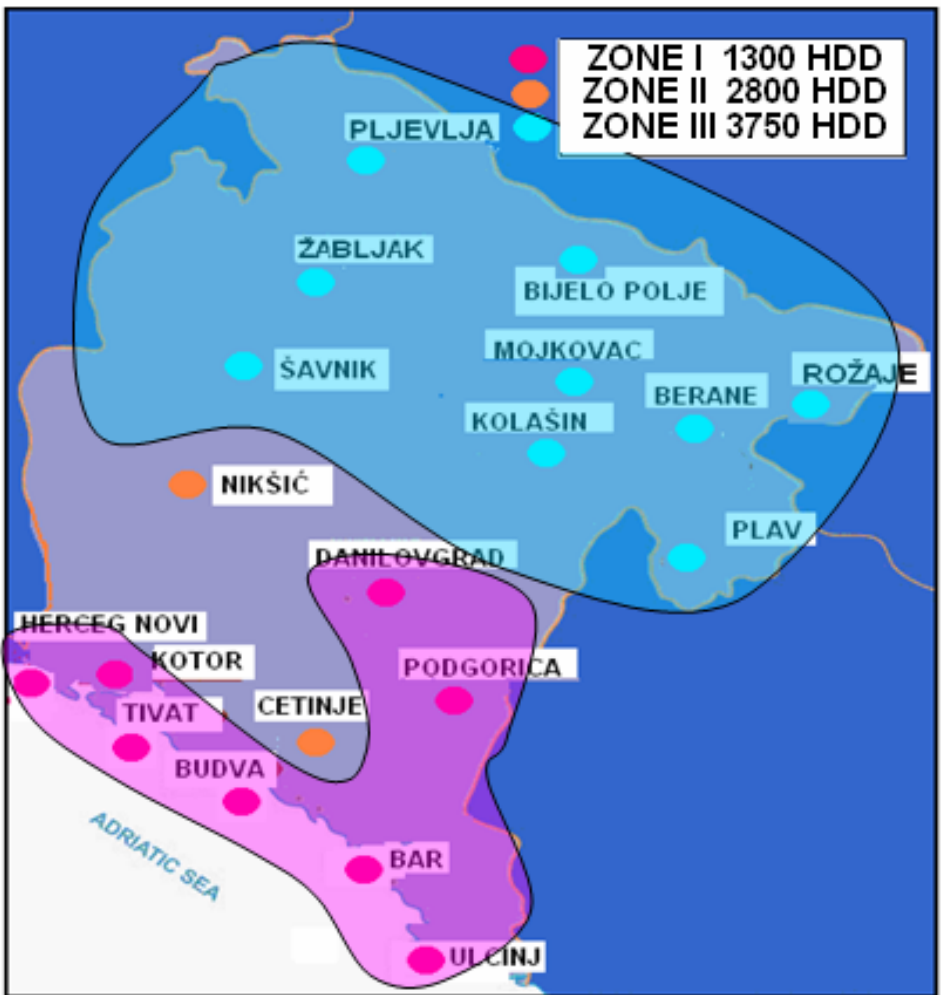 ZONE I 1300 HDD
ZONE II 2800 HDD
ZONE III 3750 HDD
PLJEVLJA
ŽABLJAK
BIJELO POLJE
MOJKOVAC
ŠAVNIK
ROŽAJE
BERANE
KOLAŠIN
NIKŠIĆ
PLAV
DANILOVGRAD
HERCEG NOVI
KOTOR
PODGORICA
CETINJE
TIVAT
BUDVA
ADRIATIC SEA
BAR
ULCINJ